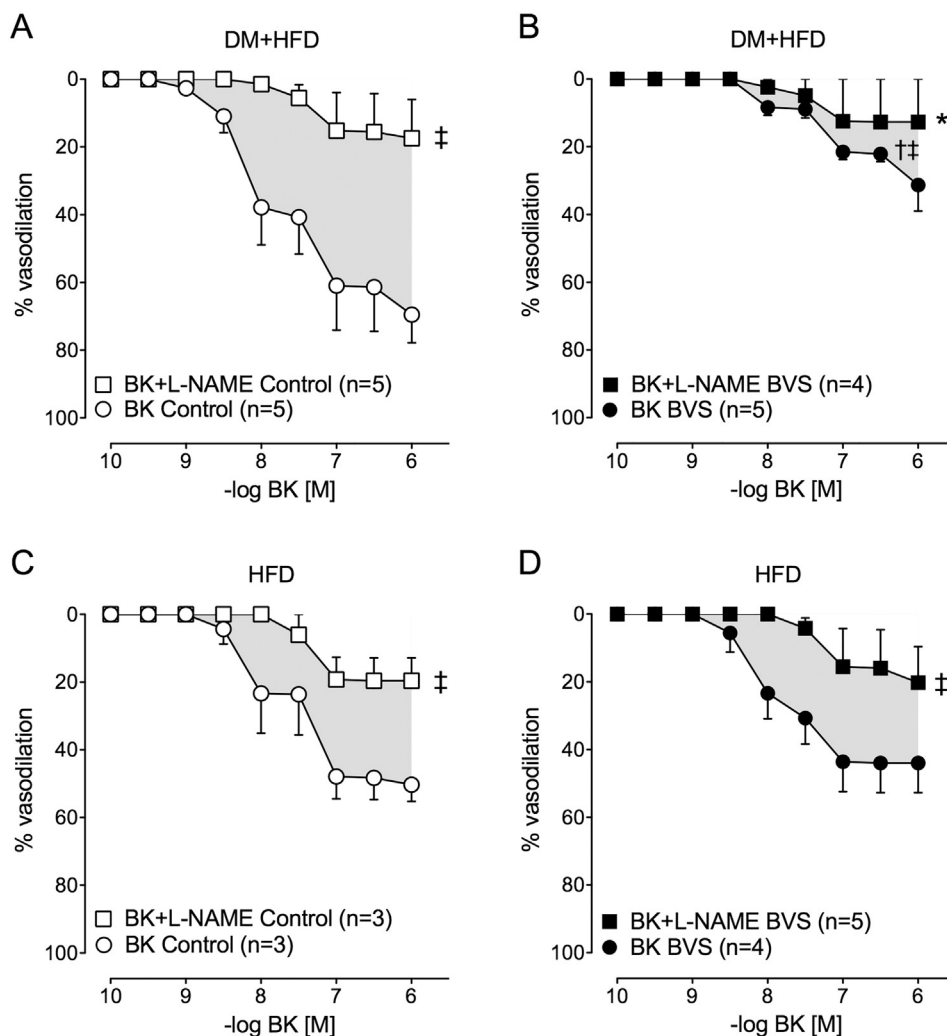 A
DM+HFD
% vasodilation
0
20
40
60
80
100
‡
BK+L-NAME Control (n=5)
BK Control (n=5)
10 9 8 7 6
-log BK [M]
B
DM+HFD
% vasodilation
0
20
40
60
80
100
*
†‡
BK+L-NAME BVS (n=4)
BK BVS (n=5)
10 9 8 7 6
-log BK [M]
C
HFD
% vasodilation
0
20
40
60
80
100
‡
BK+L-NAME Control (n=3)
BK Control (n=3)
10 9 8 7 6
-log BK [M]
D
HFD
% vasodilation
0
20
40
60
80
100
‡
BK+L-NAME BVS (n=5)
BK BVS (n=4)
10 9 8 7 6
-log BK [M]